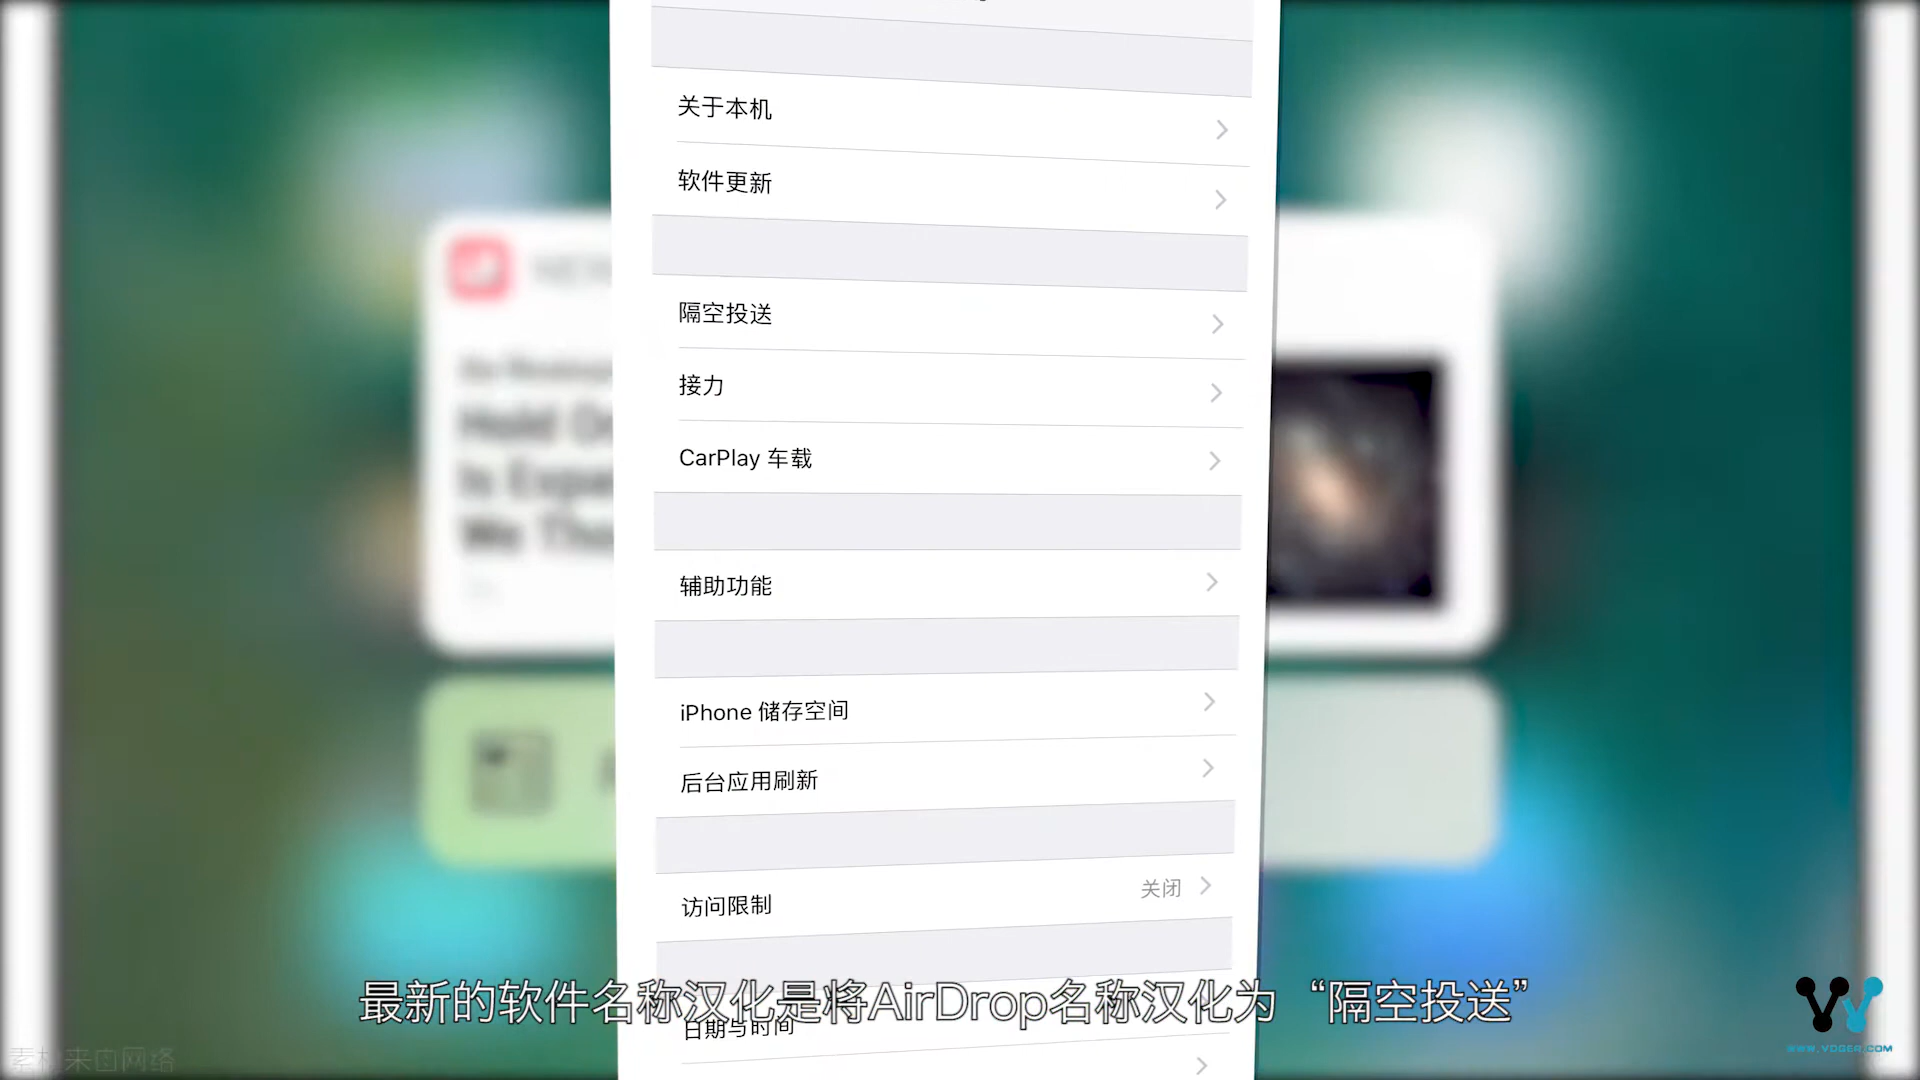 关于本机
软件更新
隔空投送
接力
CarPlay 车载
辅助功能
iPhone 储存空间
后台应用刷新
访问限制
关闭
日期与时间
最新的软件名称汉化是将AirDrop名称汉化为“隔空投送”
Hold
Is
We
素材来自网络
WWW.VOGER.COM